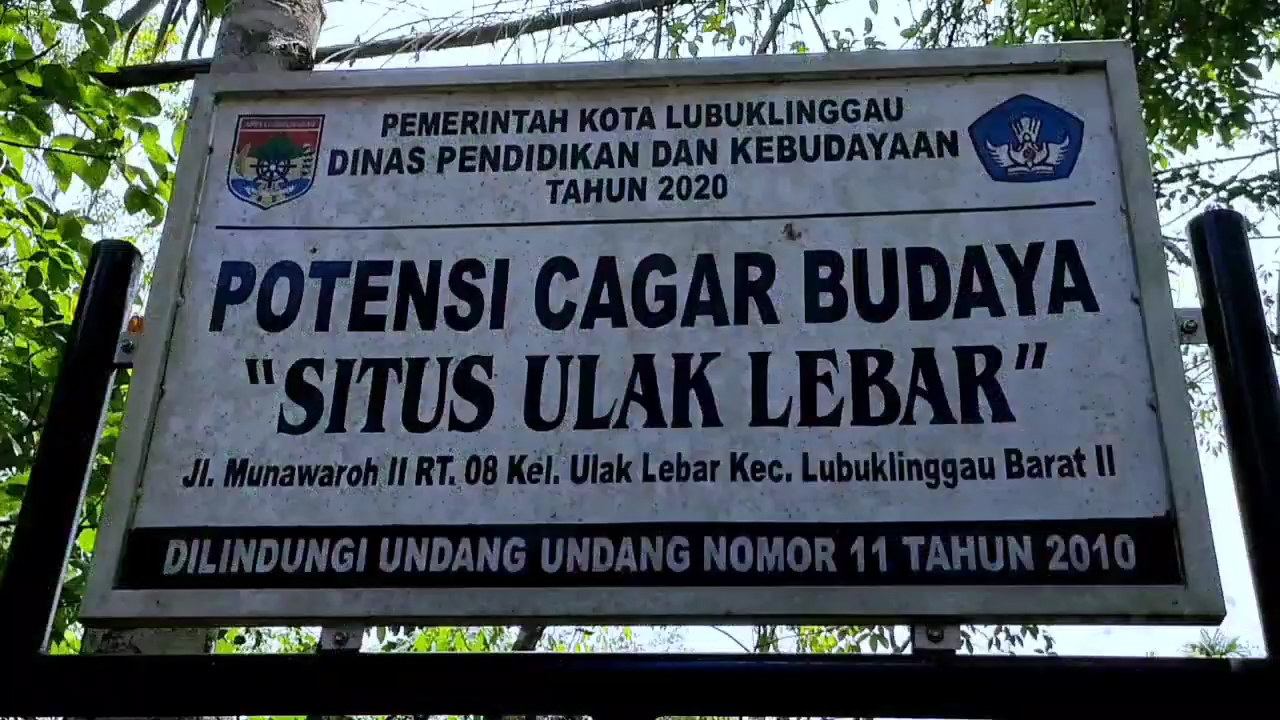 PEMERINTAH KOTA LUBUKLINGGAU
DINAS PENDIDIKAN DAN KEBUDAYAAN
TAHUN 2020
POTENSI CAGAR BUDAYA
"SITUS ULAK LEBAR"
Jl. Munawaroh II RT. 08 Kel. Ulak Lebar Kec. Lubuklinggau Barat II
DILINDUNGI UNDANG UNDANG NOMOR 11 TAHUN 2010